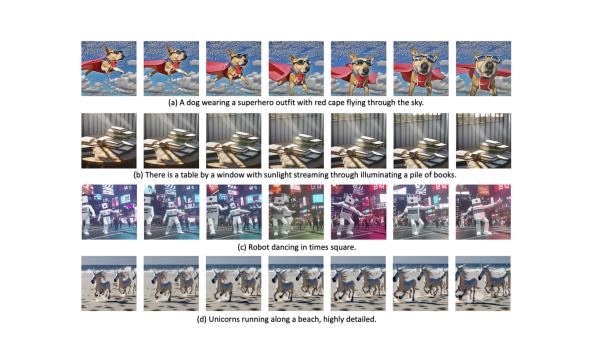 (a) A dog wearing a superhero outfit with red cape flying through the sky.
(b) There is a table by a window with sunlight streaming through illuminating a pile of books.
(c) Robot dancing in times square.
(d) Unicorns running along a beach, highly detailed.